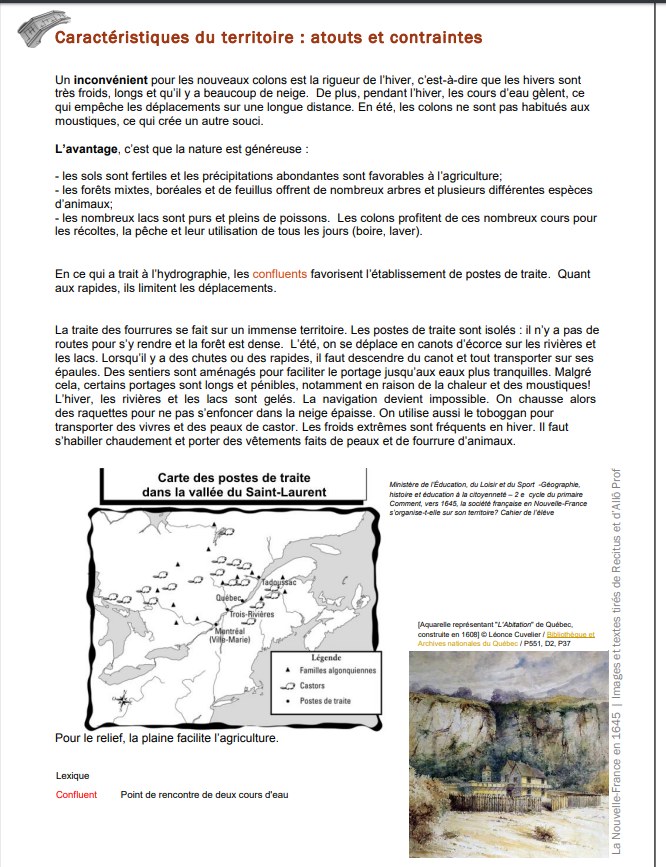 Caractéristiques du territoire : atouts et contraintes
Un inconvénient pour les nouveaux colons est la rigueur de l'hiver, c'est-à-dire que les hivers sont
très froids, longs et qu'il y a beaucoup de neige.  De plus, pendant l'hiver, les cours d'eau gèlent, ce
qui empêche les déplacements sur une longue distance. En été, les colons ne sont pas habitués aux
moustiques, ce qui crée un autre souci.
L'avantage, c'est que la nature est généreuse :
- les sols sont fertiles et les précipitations abondantes sont favorables à l'agriculture;
- les forêts mixtes, boréales et de feuillus offrent de nombreux arbres et plusieurs différentes espèces
d'animaux;
- les nombreux lacs sont purs et pleins de poissons.  Les colons profitent de ces nombreux cours pour
les récoltes, la pêche et leur utilisation de tous les jours (boire, laver).
En ce qui a trait à l'hydrographie, les confluents favorisent l'établissement de postes de traite.  Quant
aux rapides, ils limitent les déplacements.
La traite des fourrures se fait sur un immense territoire. Les postes de traite sont isolés : il n'y a pas de
routes pour s'y rendre et la forêt est dense.  L'été, on se déplace en canots d'écorce sur les rivières et
les lacs. Lorsqu'il y a des chutes ou des rapides, il faut descendre du canot et tout transporter sur ses
épaules. Des sentiers sont aménagés pour faciliter le portage jusqu'aux eaux plus tranquilles. Malgré
cela, certains portages sont longs et pénibles, notamment en raison de la chaleur et des moustiques!
L'hiver, les rivières et les lacs sont gelés. La navigation devient impossible. On chausse alors
des raquettes pour ne pas s'enfoncer dans la neige épaisse. On utilise aussi le toboggan pour
transporter des vivres et des peaux de castor. Les froids extrêmes sont fréquents en hiver. Il faut
s'habiller chaudement et porter des vêtements faits de peaux et de fourrure d'animaux.
Carte des postes de traite
dans la vallée du Saint-Laurent
Tadoussac
Québec
Trois-Rivières
Montréal
(Ville-Marie)
Légende
Familles algonquiennes
Castors
Postes de traite
Ministère de l'Éducation, du Loisir et du Sport  -Géographie,
histoire et éducation à la citoyenneté – 2 e  cycle du primaire
Comment, vers 1645, la société française en Nouvelle-France
s'organise-t-elle sur son territoire? Cahier de l'élève
[Aquarelle représentant "L'Abitation" de Québec,
construite en 1608] © Léonce Cuvelier / Bibliothèque et
Archives nationales du Québec / P551, D2, P37
Pour le relief, la plaine facilite l'agriculture.
Lexique
Confluent Point de rencontre de deux cours d'eau
La Nouvelle-France en 1645 | Images et textes tirés de Recitus et d'Allô Prof